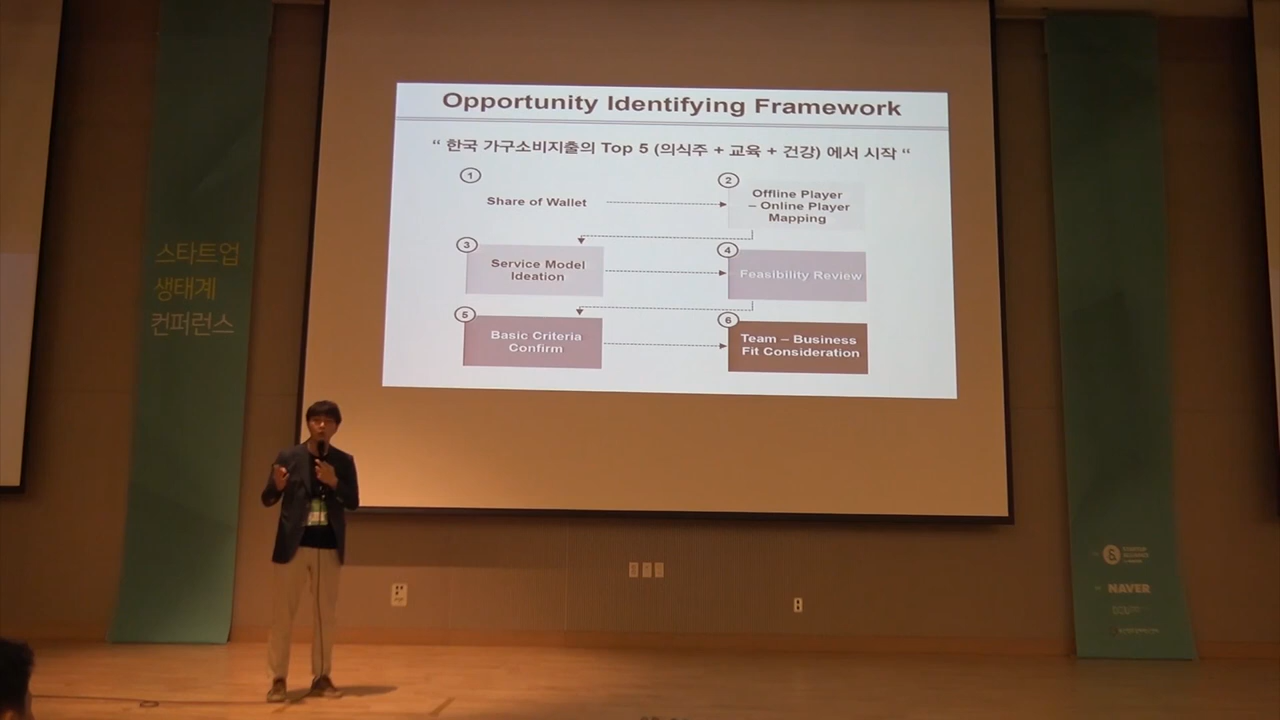 Opportunity Identifying Framework
“ 한국 가구소비지출의 Top 5 (의식주 + 교육 + 건강) 에서 시작 “
1
Share of Wallet
2
Offline Player
– Online Player
Mapping
3
Service Model
Ideation
4
Feasibility Review
5
Basic Criteria
Confirm
6
Team – Business
Fit Consideration
스타트업
생태계
컨퍼런스
STARTUP
ALLIANCE
NAVER